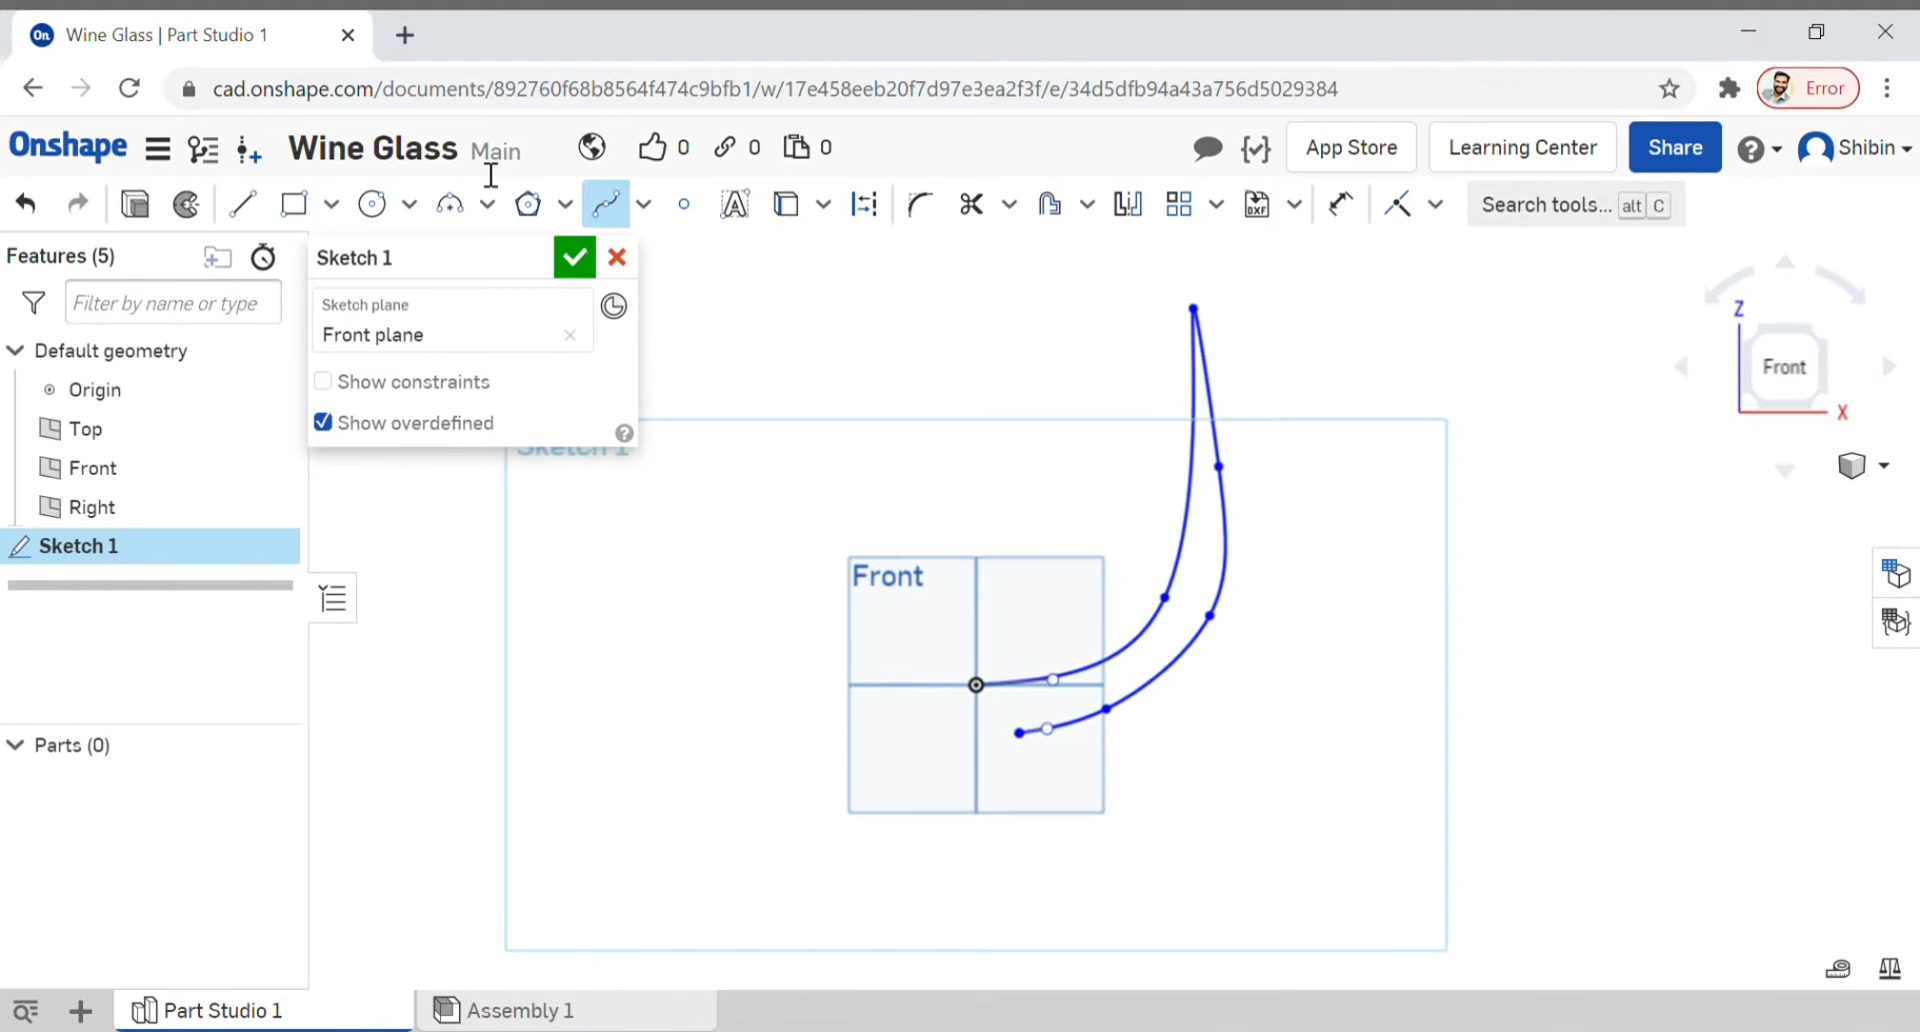 Wine Glass | Part Studio 1
cad.onshape.com/documents/892760f68b8564f474c9bfb1/w/17e458eeb20f7d97e3ea2f3f/e/34d5dfb94a43a756d5029384
Error
Onshape
Wine Glass Main
0
0
0
App Store
Learning Center
Share
Shibin
Search tools... alt C
Features (5)
Filter by name or type
Default geometry
Origin
Top
Front
Right
Sketch 1
Parts (0)
Sketch 1
Sketch plane
Front plane
Show constraints
Show overdefined
Sketch 1
Front
Z
Front
X
Part Studio 1
Assembly 1